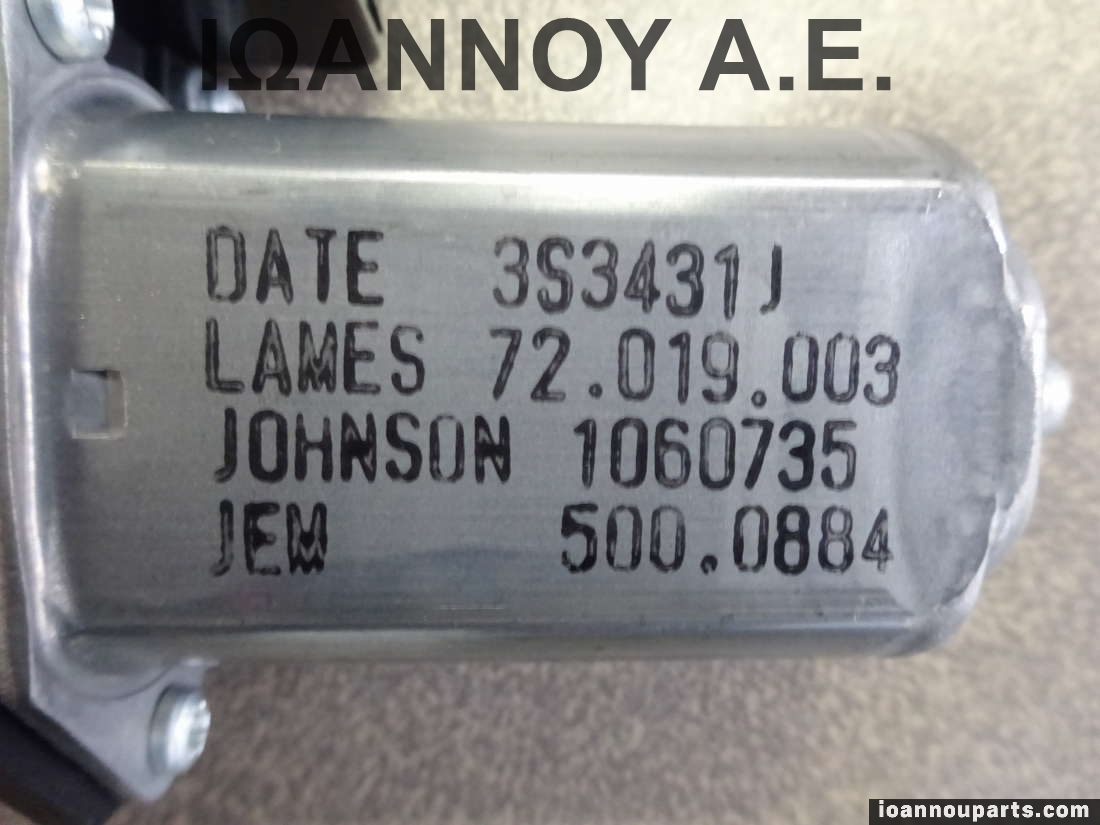 ΙΩΑΝΝΟΥ Α.Ε.
DATE 3S3431J
LAMES 72.019.003
JOHNSON 1060735
JEM 500.0884
ioannouparts.com